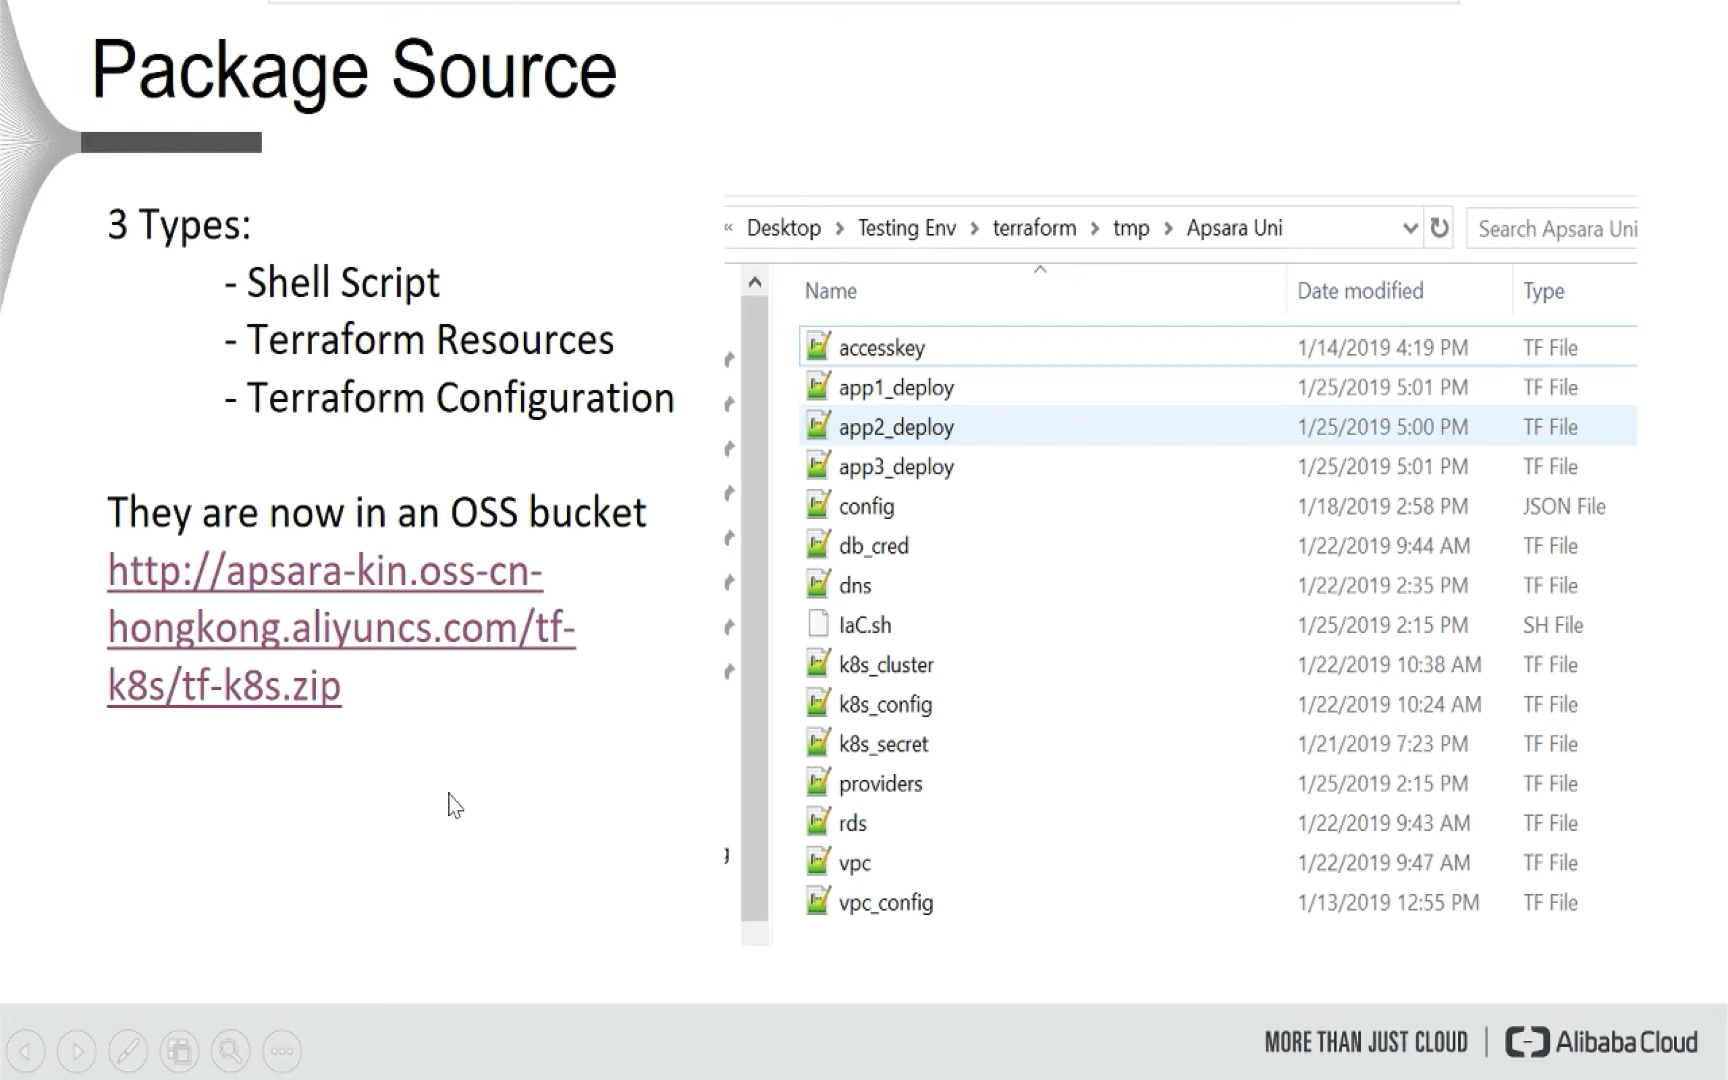 Package Source
3 Types:
- Shell Script
- Terraform Resources
- Terraform Configuration
They are now in an OSS bucket
http://apsara-kin.oss-cn-
hongkong.aliyuncs.com/tf-
k8s/tf-k8s.zip
« Desktop > Testing Env > terraform > tmp > Apsara Uni
Search Apsara Uni
Name Date modified Type
accesskey 1/14/2019 4:19 PM TF File
app1_deploy 1/25/2019 5:01 PM TF File
app2_deploy 1/25/2019 5:00 PM TF File
app3_deploy 1/25/2019 5:01 PM TF File
config 1/18/2019 2:58 PM JSON File
db_cred 1/22/2019 9:44 AM TF File
dns 1/22/2019 2:35 PM TF File
IaC.sh 1/25/2019 2:15 PM SH File
k8s_cluster 1/22/2019 10:38 AM TF File
k8s_config 1/22/2019 10:24 AM TF File
k8s_secret 1/21/2019 7:23 PM TF File
providers 1/25/2019 2:15 PM TF File
rds 1/22/2019 9:43 AM TF File
vpc 1/22/2019 9:47 AM TF File
vpc_config 1/13/2019 12:55 PM TF File
MORE THAN JUST CLOUD | Alibaba Cloud